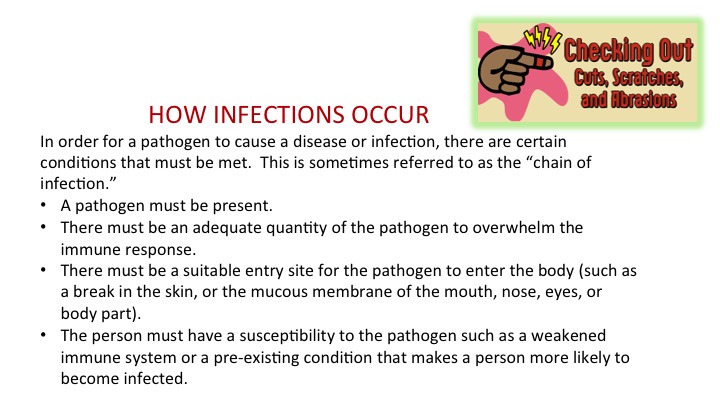 Checking Out
Cuts, Scratches,
and Abrasions
HOW INFECTIONS OCCUR
In order for a pathogen to cause a disease or infection, there are certain
conditions that must be met.  This is sometimes referred to as the “chain of
infection.”
• A pathogen must be present.
• There must be an adequate quantity of the pathogen to overwhelm the
immune response.
• There must be a suitable entry site for the pathogen to enter the body (such as
a break in the skin, or the mucous membrane of the mouth, nose, eyes, or
body part).
• The person must have a susceptibility to the pathogen such as a weakened
immune system or a pre-existing condition that makes a person more likely to
become infected.